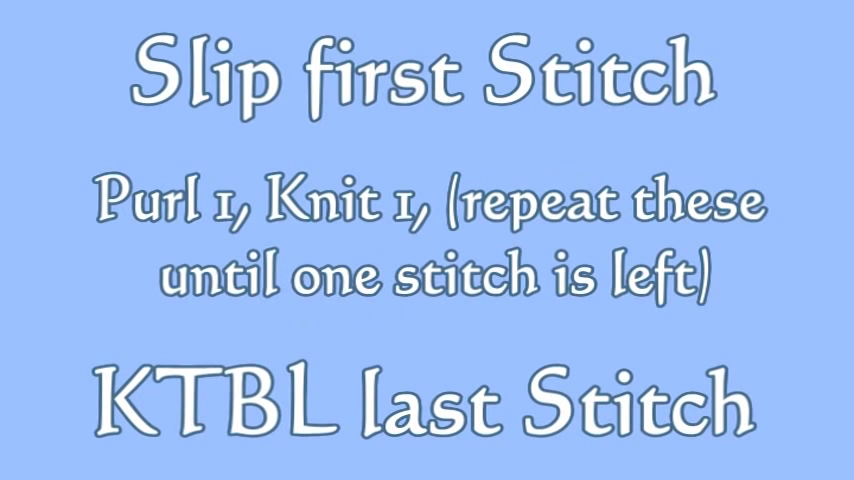 Slip first Stitch
Purl 1, Knit 1, (repeat these
until one stitch is left)
KTBL last Stitch